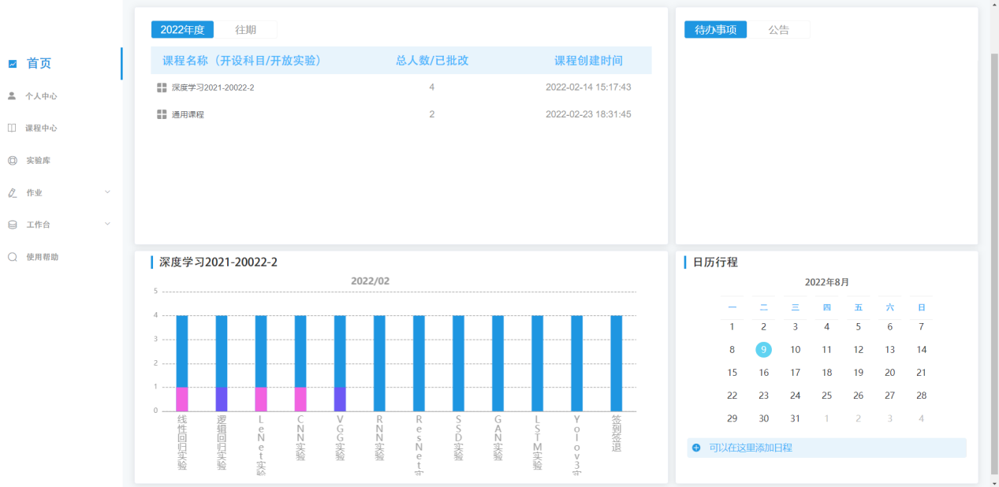 首页
个人中心
课程中心
实验库
作业
工作台
使用帮助
2022年度 往期
课程名称（开设科目/开放实验） 总人数/已批改 课程创建时间
深度学习2021-20022-2 4 2022-02-14 15:17:43
通用课程 2 2022-02-23 18:31:45
待办事项 公告
深度学习2021-20022-2
2022/02
5
4
3
2
1
0
线性回归实验
逻辑回归实验
LeNet实验
CNN实验
VGG实验
RNN实验
ResNet实
SSD实验
GAN实验
LSTM实验
Yolov3实
签到签退
日历行程
2022年8月
一 二 三 四 五 六 日
1 2 3 4 5 6 7
8 9 10 11 12 13 14
15 16 17 18 19 20 21
22 23 24 25 26 27 28
29 30 31 1 2 3 4
可以在这里添加日程